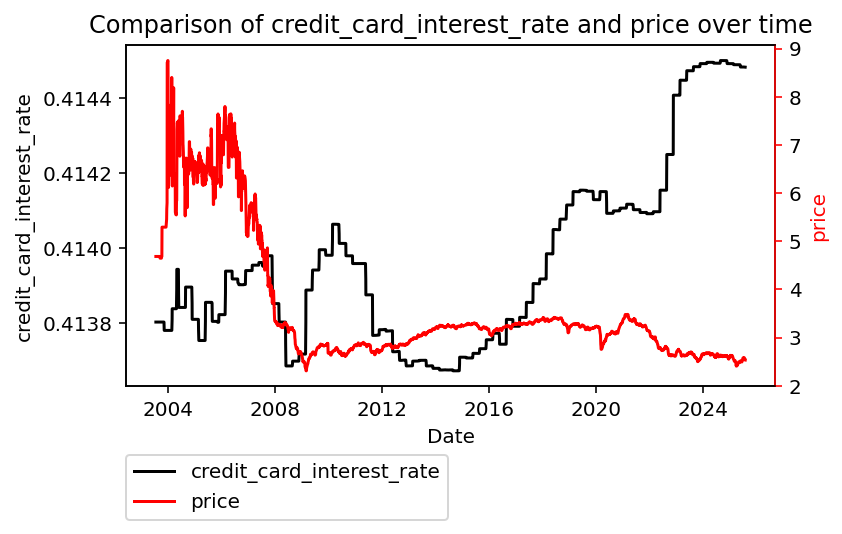 Comparison of credit_card_interest_rate and price over time
credit_card_interest_rate
0.4144
0.4142
0.4140
0.4138
9
8
7
6
5
4
3
2
price
2004 2008 2012 2016 2020 2024
Date
credit_card_interest_rate
price